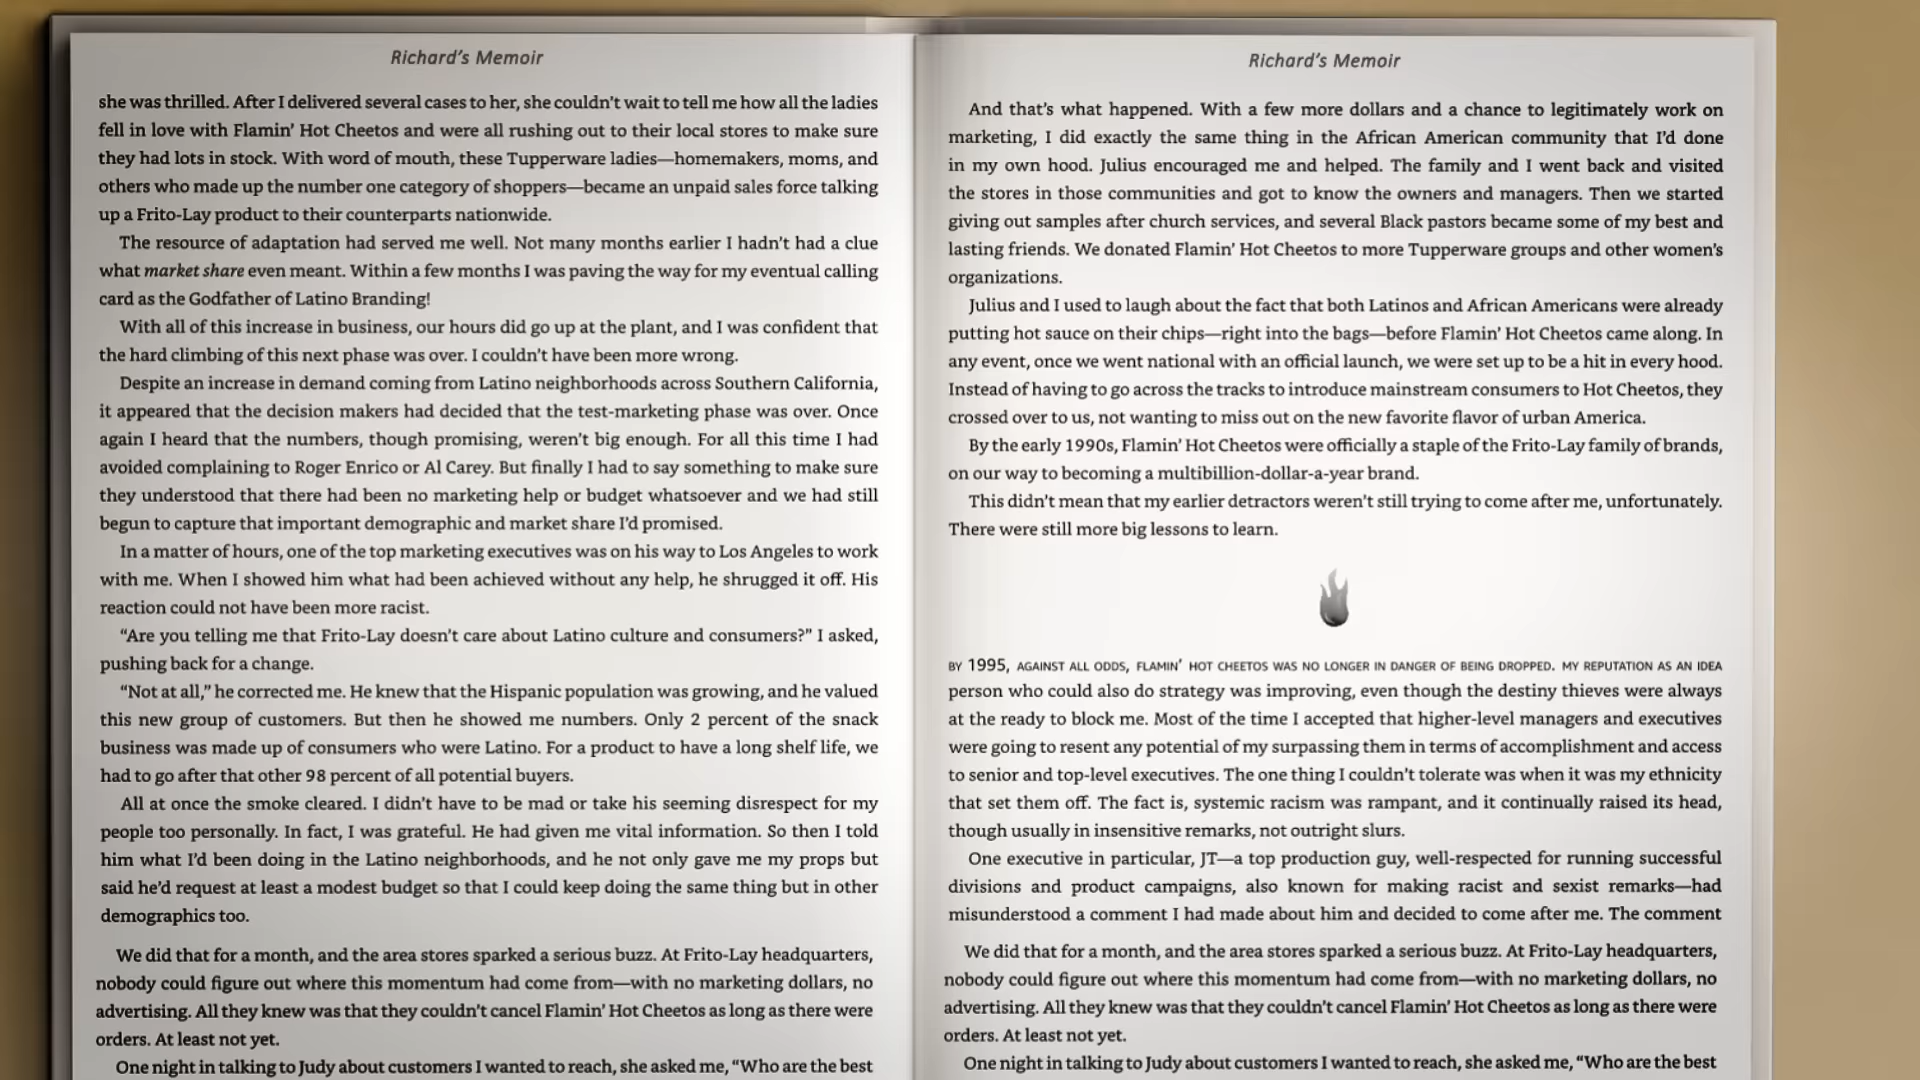 Richard's Memoir
she was thrilled. After I delivered several cases to her, she couldn't wait to tell me how all the ladies
fell in love with Flamin' Hot Cheetos and were all rushing out to their local stores to make sure
they had lots in stock. With word of mouth, these Tupperware ladies—homemakers, moms, and
others who made up the number one category of shoppers—became an unpaid sales force talking
up a Frito-Lay product to their counterparts nationwide.
The resource of adaptation had served me well. Not many months earlier I hadn't had a clue
what market share even meant. Within a few months I was paving the way for my eventual calling
card as the Godfather of Latino Branding!
With all of this increase in business, our hours did go up at the plant, and I was confident that
the hard climbing of this next phase was over. I couldn't have been more wrong.
Despite an increase in demand coming from Latino neighborhoods across Southern California,
it appeared that the decision makers had decided that the test-marketing phase was over. Once
again I heard that the numbers, though promising, weren't big enough. For all this time I had
avoided complaining to Roger Enrico or Al Carey. But finally I had to say something to make sure
they understood that there had been no marketing help or budget whatsoever and we had still
begun to capture that important demographic and market share I'd promised.
In a matter of hours, one of the top marketing executives was on his way to Los Angeles to work
with me. When I showed him what had been achieved without any help, he shrugged it off. His
reaction could not have been more racist.
“Are you telling me that Frito-Lay doesn't care about Latino culture and consumers?” I asked,
pushing back for a change.
“Not at all,” he corrected me. He knew that the Hispanic population was growing, and he valued
this new group of customers. But then he showed me numbers. Only 2 percent of the snack
business was made up of consumers who were Latino. For a product to have a long shelf life, we
had to go after that other 98 percent of all potential buyers.
All at once the smoke cleared. I didn't have to be mad or take his seeming disrespect for my
people too personally. In fact, I was grateful. He had given me vital information. So then I told
him what I'd been doing in the Latino neighborhoods, and he not only gave me my props but
said he'd request at least a modest budget so that I could keep doing the same thing but in other
demographics too.
We did that for a month, and the area stores sparked a serious buzz. At Frito-Lay headquarters,
nobody could figure out where this momentum had come from—with no marketing dollars, no
advertising. All they knew was that they couldn't cancel Flamin' Hot Cheetos as long as there were
orders. At least not yet.
One night in talking to Judy about customers I wanted to reach, she asked me, “Who are the best
Richard's Memoir
And that's what happened. With a few more dollars and a chance to legitimately work on
marketing, I did exactly the same thing in the African American community that I'd done
in my own hood. Julius encouraged me and helped. The family and I went back and visited
the stores in those communities and got to know the owners and managers. Then we started
giving out samples after church services, and several Black pastors became some of my best and
lasting friends. We donated Flamin' Hot Cheetos to more Tupperware groups and other women's
organizations.
Julius and I used to laugh about the fact that both Latinos and African Americans were already
putting hot sauce on their chips—right into the bags—before Flamin' Hot Cheetos came along. In
any event, once we went national with an official launch, we were set up to be a hit in every hood.
Instead of having to go across the tracks to introduce mainstream consumers to Hot Cheetos, they
crossed over to us, not wanting to miss out on the new favorite flavor of urban America.
By the early 1990s, Flamin' Hot Cheetos were officially a staple of the Frito-Lay family of brands,
on our way to becoming a multibillion-dollar-a-year brand.
This didn't mean that my earlier detractors weren't still trying to come after me, unfortunately.
There were still more big lessons to learn.
BY 1995, AGAINST ALL ODDS, FLAMIN' HOT CHEETOS WAS NO LONGER IN DANGER OF BEING DROPPED. MY REPUTATION AS AN IDEA
person who could also do strategy was improving, even though the destiny thieves were always
at the ready to block me. Most of the time I accepted that higher-level managers and executives
were going to resent any potential of my surpassing them in terms of accomplishment and access
to senior and top-level executives. The one thing I couldn't tolerate was when it was my ethnicity
that set them off. The fact is, systemic racism was rampant, and it continually raised its head,
though usually in insensitive remarks, not outright slurs.
One executive in particular, JT—a top production guy, well-respected for running successful
divisions and product campaigns, also known for making racist and sexist remarks—had
misunderstood a comment I had made about him and decided to come after me. The comment
We did that for a month, and the area stores sparked a serious buzz. At Frito-Lay headquarters,
nobody could figure out where this momentum had come from—with no marketing dollars, no
advertising. All they knew was that they couldn't cancel Flamin' Hot Cheetos as long as there were
orders. At least not yet.
One night in talking to Judy about customers I wanted to reach, she asked me, “Who are the best